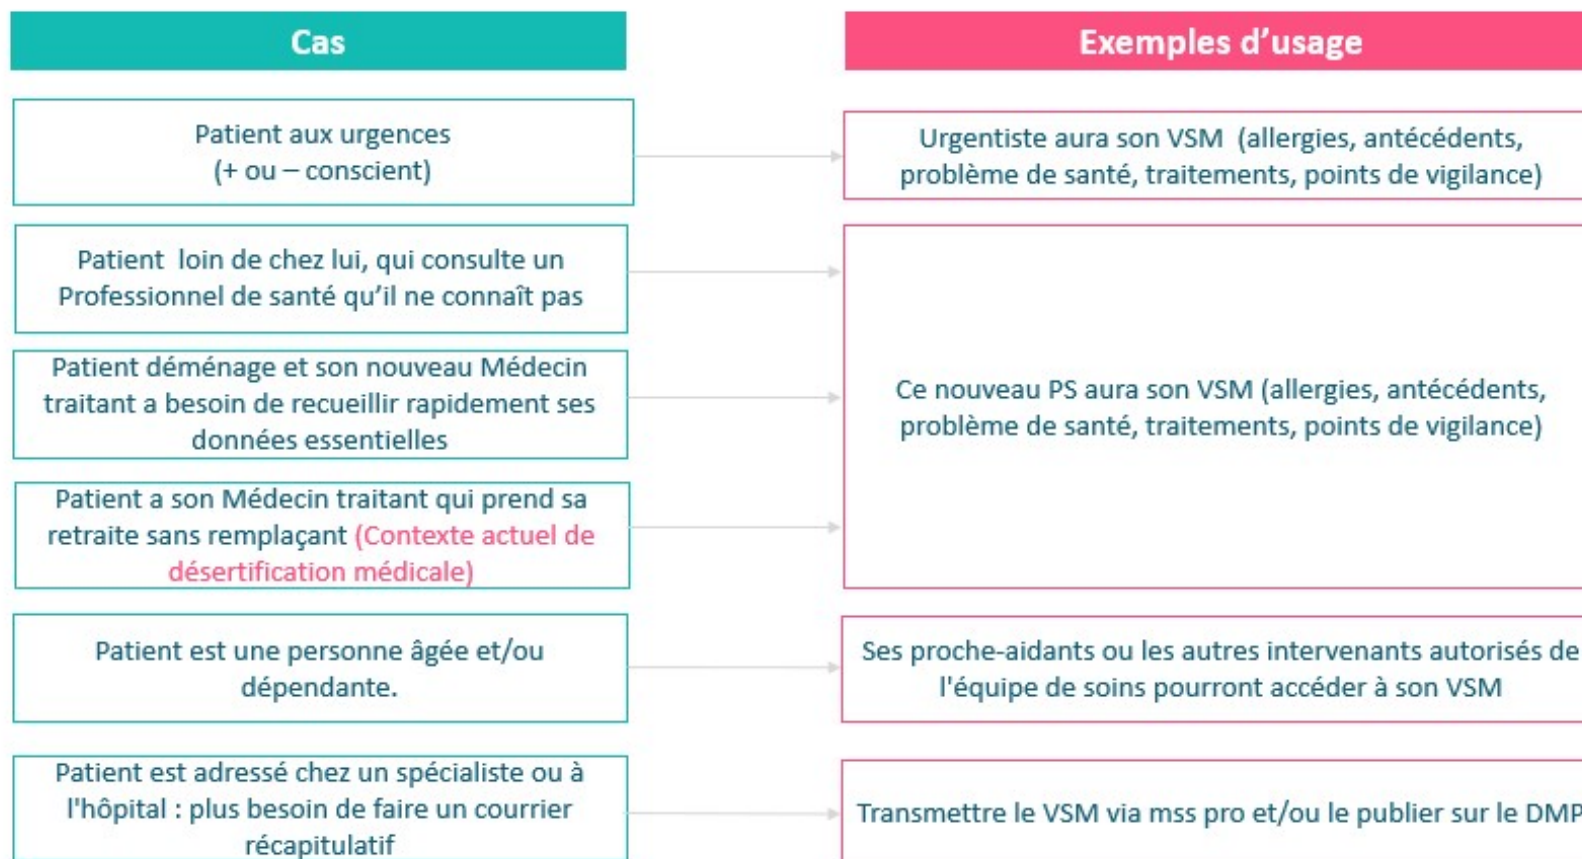 Cas
Exemples d’usage
Patient aux urgences
(+ ou – conscient)
Urgentiste aura son VSM (allergies, antécédents,
problème de santé, traitements, points de vigilance)
Patient loin de chez lui, qui consulte un
Professionnel de santé qu’il ne connaît pas
Patient déménage et son nouveau Médecin
traitant a besoin de recueillir rapidement ses
données essentielles
Patient a son Médecin traitant qui prend sa
retraite sans remplaçant (Contexte actuel de
désertification médicale)
Ce nouveau PS aura son VSM (allergies, antécédents,
problème de santé, traitements, points de vigilance)
Patient est une personne âgée et/ou
dépendante.
Ses proche-aidants ou les autres intervenants autorisés de
l'équipe de soins pourront accéder à son VSM
Patient est adressé chez un spécialiste ou à
l'hôpital : plus besoin de faire un courrier
récapitulatif
Transmettre le VSM via mss pro et/ou le publier sur le DMP